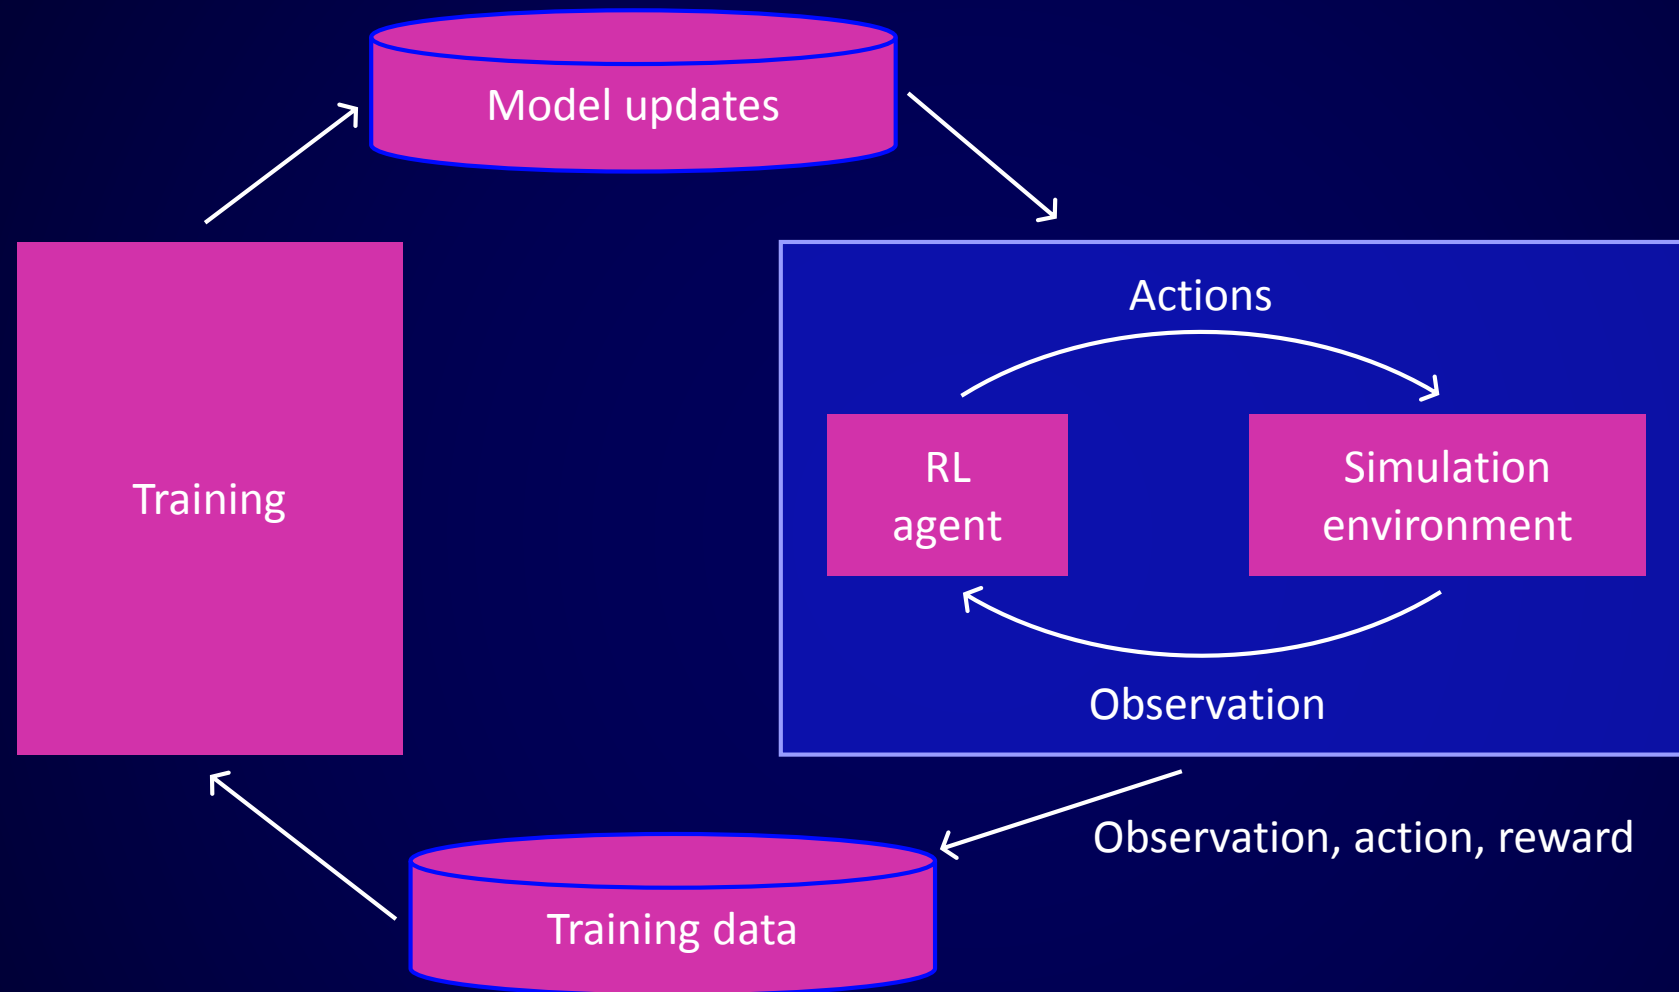 Model updates
Training
Actions
RL
agent
Simulation
environment
Observation
Observation, action, reward
Training data